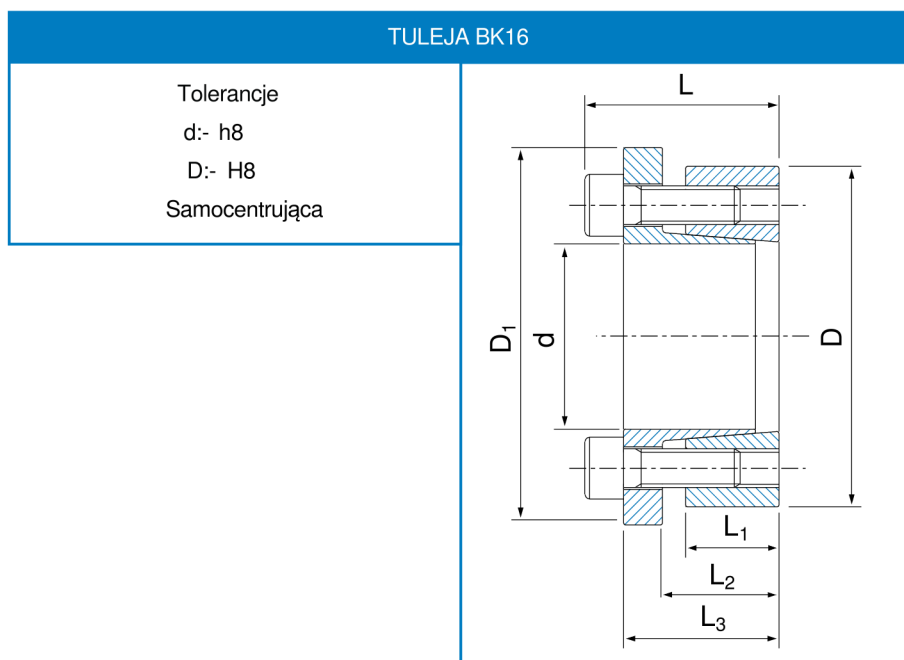 TULEJA BK16
Tolerancje
d:- h8
D:- H8
Samocentrująca
L
D₁
d
D
L₁
L₂
L₃